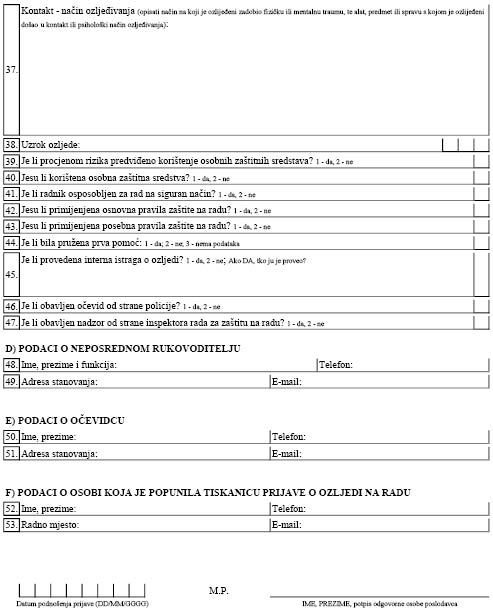 37. Kontakt - način ozljeđivanja (opisati način na koji je ozlijeđeni zadobio fizičku ili mentalnu traumu, te alat, predmet ili spravu s kojom je ozlijeđeni
došao u kontakt ili psihološki način ozljeđivanja):
38. Uzrok ozljede:
39. Je li procjenom rizika predviđeno korištenje osobnih zaštitnih sredstava? 1 - da, 2 - ne
40. Jesu li korištena osobna zaštitna sredstva? 1 - da, 2 - ne
41. Je li radnik osposobljen za rad na siguran način? 1 - da, 2 - ne
42. Jesu li primijenjena osnovna pravila zaštite na radu? 1 - da, 2 - ne
43. Jesu li primijenjena posebna pravila zaštite na radu? 1 - da, 2 - ne
44. Je li bila pružena prva pomoć: 1 - da; 2 - ne; 3 - nema podataka
45. Je li provedena interna istraga o ozljedi? 1 - da, 2 - ne; Ako DA, tko ju je proveo?
46. Je li obavljen očevid od strane policije? 1 - da, 2 - ne
47. Je li obavljen nadzor od strane inspektora rada za zaštitu na radu? 1 - da, 2 - ne
D) PODACI O NEPOSREDNOM RUKOVODITELJU
48. Ime, prezime i funkcija: Telefon:
49. Adresa stanovanja: E-mail:
E) PODACI O OČEVIDCU
50. Ime, prezime: Telefon:
51. Adresa stanovanja: E-mail:
F) PODACI O OSOBI KOJA JE POPUNILA TISKANICU PRIJAVE O OZLJEDI NA RADU
52. Ime, prezime: Telefon:
53. Radno mjesto: E-mail:
M.P.
Datum podnošenja prijave (DD/MM/GGGG) IME, PREZIME, potpis odgovorne osobe poslodavca